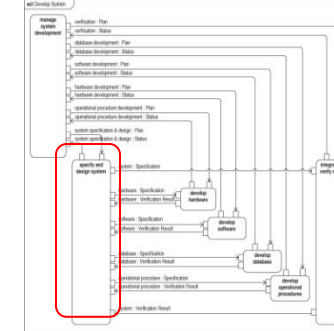 ad Develop System
manage
system
development
verification : Plan
verification : Status
database development : Plan
database development : Status
software development : Plan
software development : Status
hardware development : Plan
hardware development : Status
operational procedure development : Plan
operational procedure development : Status
system specification & design : Plan
system specification & design : Status
specify and
design system
system : Specification
integr
verify s
hardware : Specification
hardware : Verification Result
develop
hardware
software : Specification
software : Verification Result
develop
software
database : Specification
database : Verification Result
develop
database
operational procedure : Specification
operational procedure : Verification Result
develop
operational
procedures
system : Verification Result